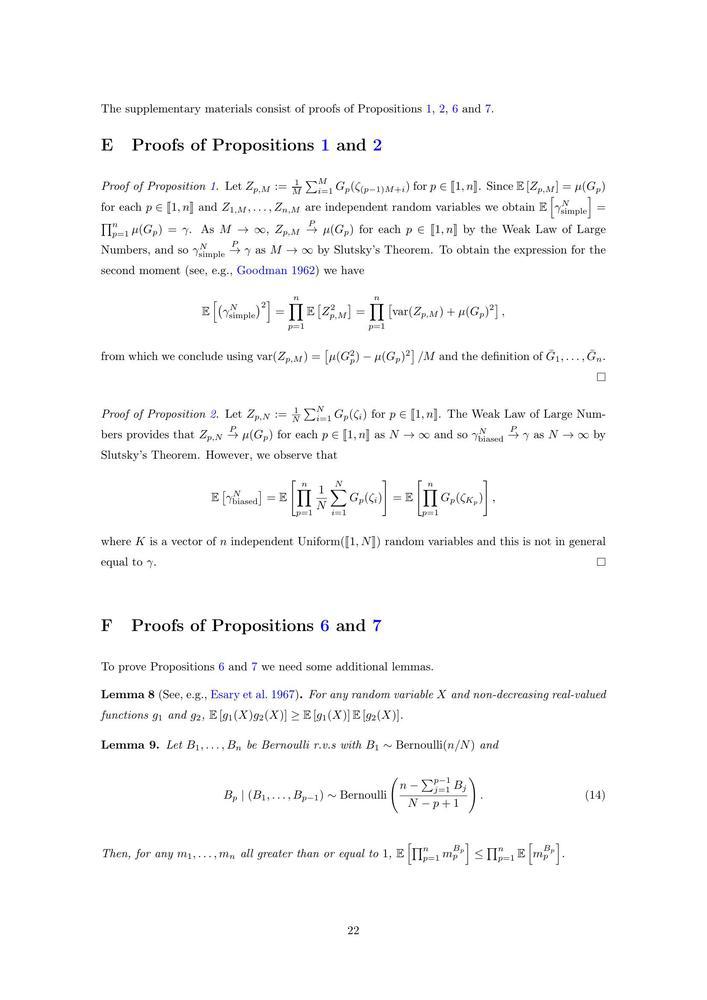 The supplementary materials consist of proofs of Propositions 1, 2, 6 and 7.
E Proofs of Propositions 1 and 2
Proof of Proposition 1. Let $Z_{p,M} := \frac{1}{M} \sum_{i=1}^{M} G_p(\zeta_{(p-1)M+i})$ for $p \in [\![1, n]\!]$. Since $\mathbb{E}[Z_{p,M}] = \mu(G_p)$
for each $p \in [\![1, n]\!]$ and $Z_{1,M}, \ldots, Z_{n,M}$ are independent random variables we obtain $\mathbb{E}\left[\gamma^N_{\text{simple}}\right] =$
$\prod_{p=1}^{n} \mu(G_p) = \gamma$. As $M \to \infty$, $Z_{p,M} \overset{P}{\to} \mu(G_p)$ for each $p \in [\![1, n]\!]$ by the Weak Law of Large
Numbers, and so $\gamma^N_{\text{simple}} \overset{P}{\to} \gamma$ as $M \to \infty$ by Slutsky's Theorem. To obtain the expression for the
second moment (see, e.g., Goodman 1962) we have
$\mathbb{E}\left[\left(\gamma^N_{\text{simple}}\right)^2\right] = \prod_{p=1}^{n} \mathbb{E}\left[Z_{p,M}^2\right] = \prod_{p=1}^{n} \left[\text{var}(Z_{p,M}) + \mu(G_p)^2\right],$
from which we conclude using $\text{var}(Z_{p,M}) = \left[\mu(G_p^2) - \mu(G_p)^2\right]/M$ and the definition of $\bar{G}_1, \ldots, \bar{G}_n$.
□
Proof of Proposition 2. Let $Z_{p,N} := \frac{1}{N} \sum_{i=1}^{N} G_p(\zeta_i)$ for $p \in [\![1, n]\!]$. The Weak Law of Large Num-
bers provides that $Z_{p,N} \overset{P}{\to} \mu(G_p)$ for each $p \in [\![1, n]\!]$ as $N \to \infty$ and so $\gamma^N_{\text{biased}} \overset{P}{\to} \gamma$ as $N \to \infty$ by
Slutsky's Theorem. However, we observe that
$\mathbb{E}\left[\gamma^N_{\text{biased}}\right] = \mathbb{E}\left[\prod_{p=1}^{n} \frac{1}{N} \sum_{i=1}^{N} G_p(\zeta_i)\right] = \mathbb{E}\left[\prod_{p=1}^{n} G_p(\zeta_{K_p})\right],$
where $K$ is a vector of $n$ independent Uniform($[\![1, N]\!]$) random variables and this is not in general
equal to $\gamma$. □
F Proofs of Propositions 6 and 7
To prove Propositions 6 and 7 we need some additional lemmas.
Lemma 8 (See, e.g., Esary et al. 1967). For any random variable $X$ and non-decreasing real-valued
functions $g_1$ and $g_2$, $\mathbb{E}[g_1(X)g_2(X)] \geq \mathbb{E}[g_1(X)]\,\mathbb{E}[g_2(X)]$.
Lemma 9. Let $B_1, \ldots, B_n$ be Bernoulli r.v.s with $B_1 \sim \text{Bernoulli}(n/N)$ and
$B_p \mid (B_1, \ldots, B_{p-1}) \sim \text{Bernoulli}\left(\frac{n - \sum_{j=1}^{p-1} B_j}{N - p + 1}\right).$ (14)
Then, for any $m_1, \ldots, m_n$ all greater than or equal to 1, $\mathbb{E}\left[\prod_{p=1}^{n} m_p^{B_p}\right] \leq \prod_{p=1}^{n} \mathbb{E}\left[m_p^{B_p}\right]$.
22